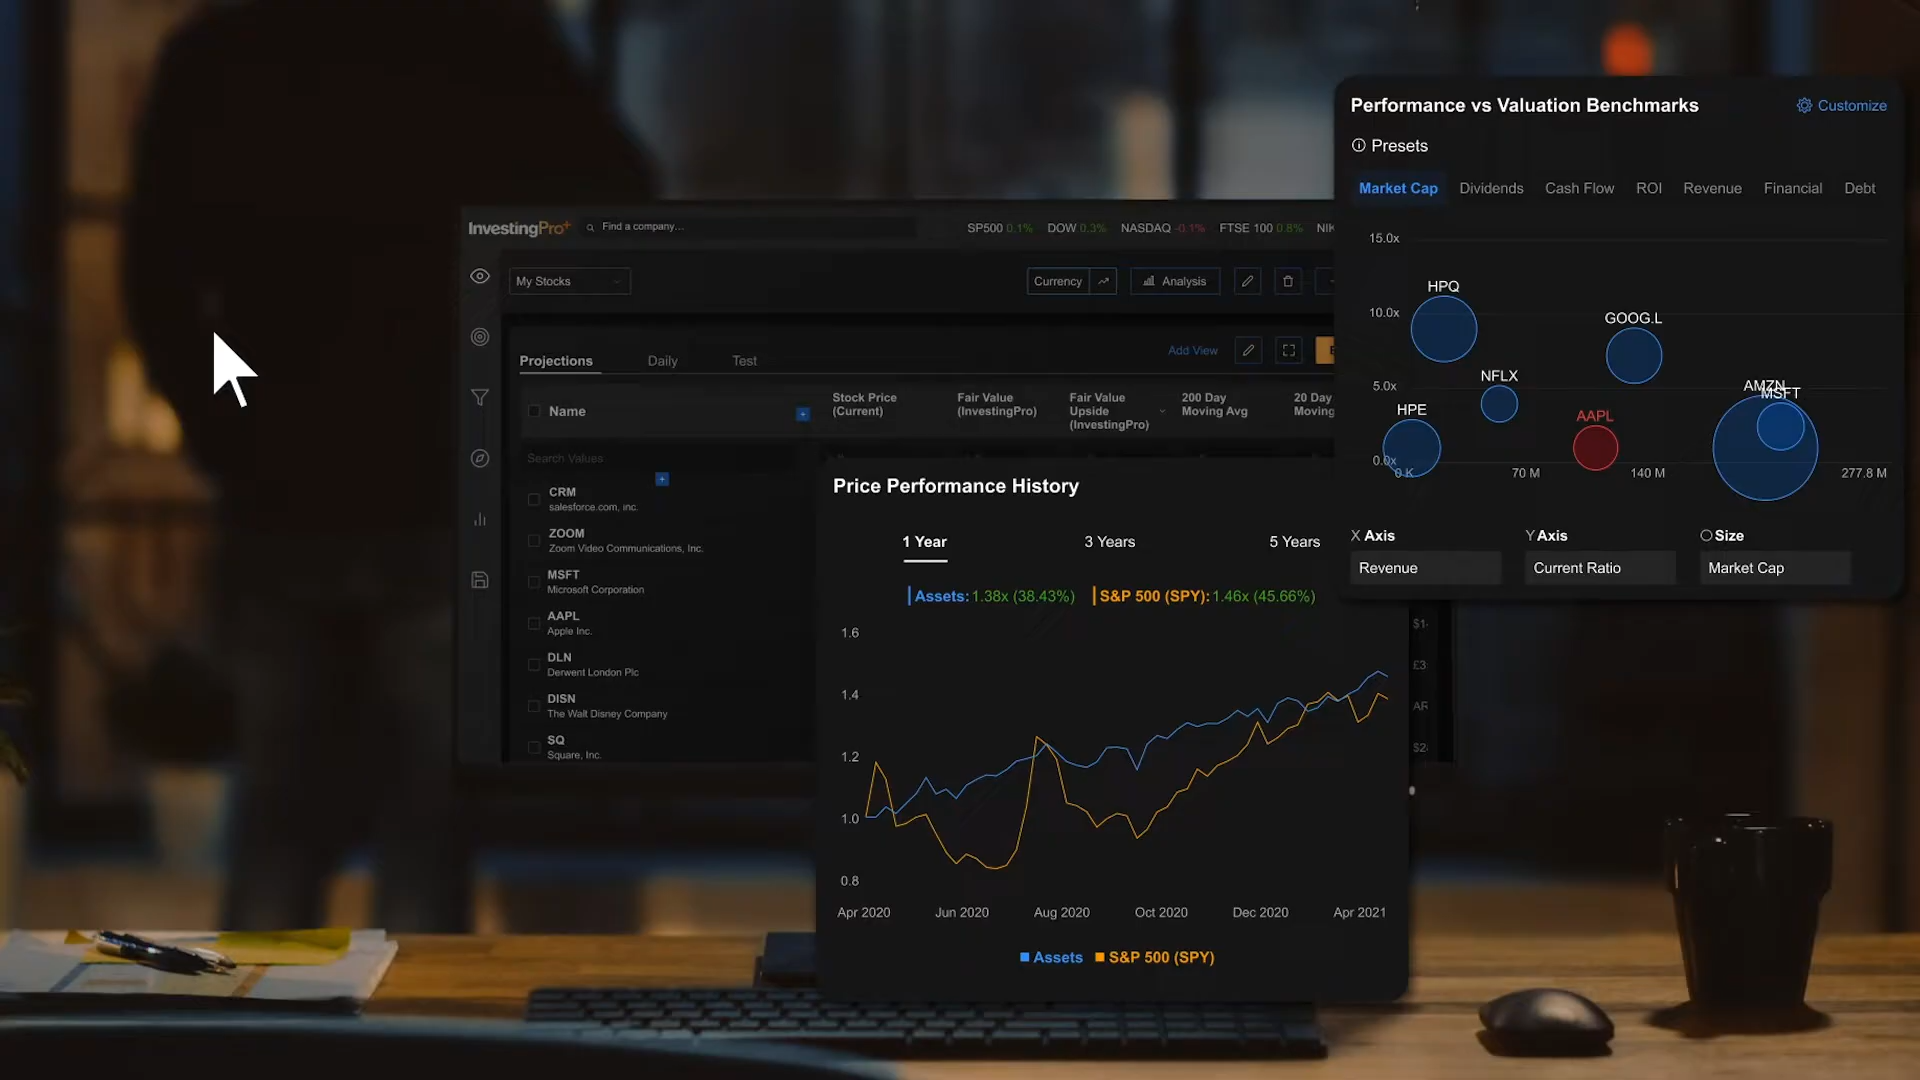 Performance vs Valuation Benchmarks
Customize
Presets
Market Cap Dividends Cash Flow ROI Revenue Financial Debt
15.0x
10.0x
5.0x
0.0x
HPQ
GOOG.L
NFLX
AMZN
MSFT
HPE
AAPL
0 K 70 M 140 M 277.8 M
X Axis Y Axis Size
Revenue Current Ratio Market Cap
InvestingPro+
Find a company...
SP500 0.1% DOW 0.3% NASDAQ -0.1% FTSE 100 0.8%
My Stocks
Currency
Analysis
Projections Daily Test
Add View
Name
Stock Price
(Current)
Fair Value
(InvestingPro)
Fair Value
Upside
(InvestingPro)
200 Day
Moving Avg
20 Day
Moving
Search Values
CRM
salesforce.com, inc.
ZOOM
Zoom Video Communications, Inc.
MSFT
Microsoft Corporation
AAPL
Apple Inc.
DLN
Derwent London Plc
DISN
The Walt Disney Company
SQ
Square, Inc.
Price Performance History
1 Year 3 Years 5 Years
Assets: 1.38x (38.43%) S&P 500 (SPY): 1.46x (45.66%)
1.6
1.4
1.2
1.0
0.8
Apr 2020 Jun 2020 Aug 2020 Oct 2020 Dec 2020 Apr 2021
Assets S&P 500 (SPY)